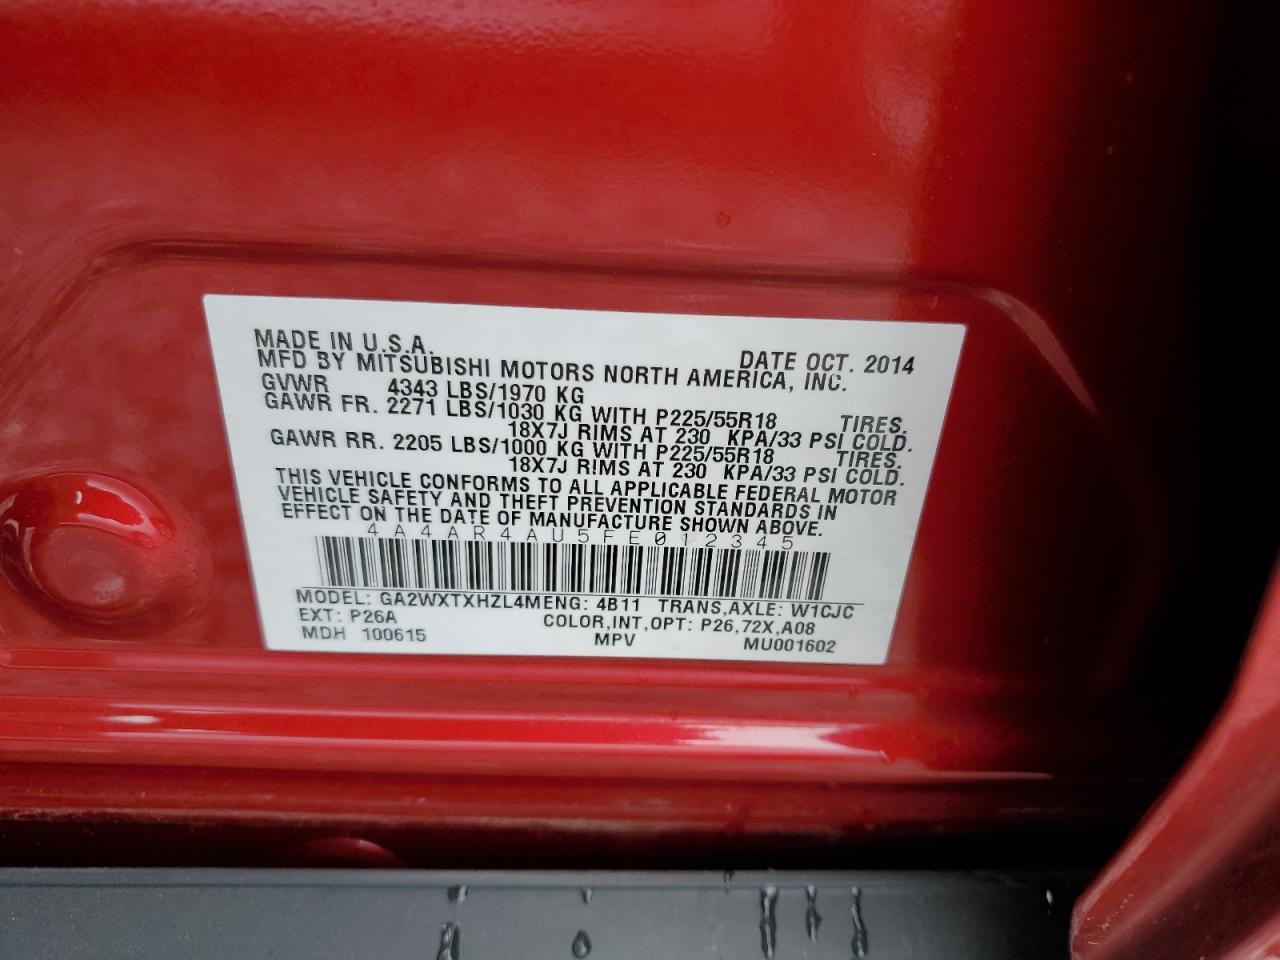 MADE IN U.S.A. DATE OCT. 2014
MFD BY MITSUBISHI MOTORS NORTH AMERICA, INC.
GVWR 4343 LBS/1970 KG
GAWR FR. 2271 LBS/1030 KG WITH P225/55R18 TIRES.
18X7J RIMS AT 230 KPA/33 PSI COLD.
GAWR RR. 2205 LBS/1000 KG WITH P225/55R18 TIRES.
18X7J RIMS AT 230 KPA/33 PSI COLD.
THIS VEHICLE CONFORMS TO ALL APPLICABLE FEDERAL MOTOR
VEHICLE SAFETY AND THEFT PREVENTION STANDARDS IN
EFFECT ON THE DATE OF MANUFACTURE SHOWN ABOVE.
4A4AR4AU5FE012345
MODEL: GA2WXTXHZL4MENG: 4B11 TRANS,AXLE: W1CJC
EXT: P26A COLOR,INT,OPT: P26,72X,A08
MDH 100615 MPV MU001602